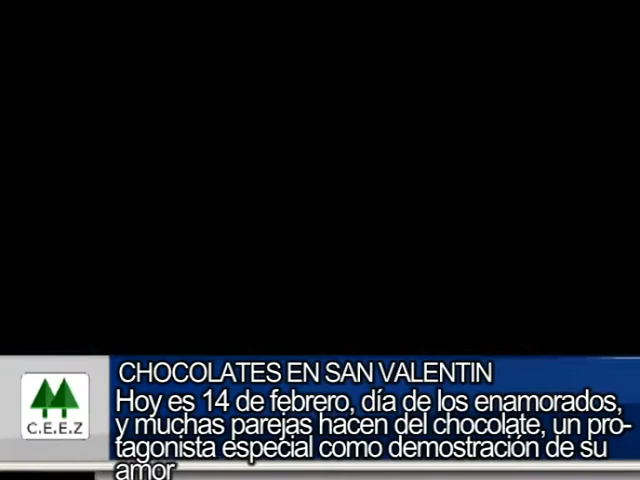 CHOCOLATES EN SAN VALENTIN
Hoy es 14 de febrero, día de los enamorados,
y muchas parejas hacen del chocolate, un pro-
tagonista especial como demostración de su
amor
C.E.E.Z